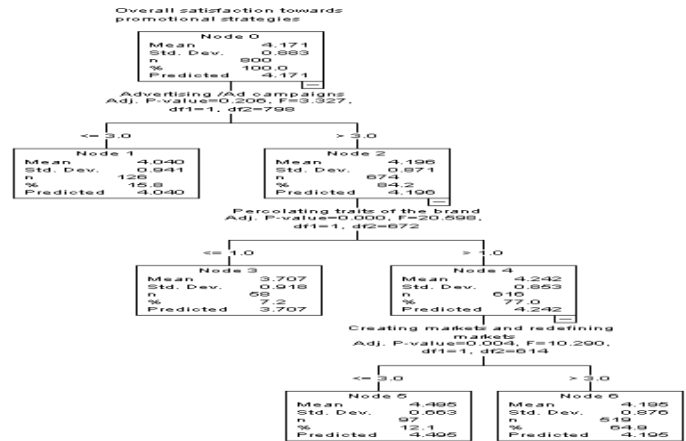 Overall satisfaction towards
promotional strategies
Node 0
Mean 4.171
Std. Dev. 0.883
n 800
% 100.0
Predicted 4.171
Advertising /Ad campaigns
Adj. P-value=0.206, F=3.327,
df1=1, df2=798
<= 3.0
> 3.0
Node 1
Mean 4.040
Std. Dev. 0.941
n 126
% 15.8
Predicted 4.040
Node 2
Mean 4.196
Std. Dev. 0.871
n 674
% 84.2
Predicted 4.196
Percolating traits of the brand
Adj. P-value=0.000, F=20.598,
df1=1, df2=672
<= 1.0
> 1.0
Node 3
Mean 3.707
Std. Dev. 0.918
n 58
% 7.2
Predicted 3.707
Node 4
Mean 4.242
Std. Dev. 0.853
n 616
% 77.0
Predicted 4.242
Creating markets and redefining
markets
Adj. P-value=0.004, F=10.290,
df1=1, df2=614
<= 3.0
> 3.0
Node 5
Mean 4.495
Std. Dev. 0.663
n 97
% 12.1
Predicted 4.495
Node 6
Mean 4.195
Std. Dev. 0.876
n 519
% 64.9
Predicted 4.195